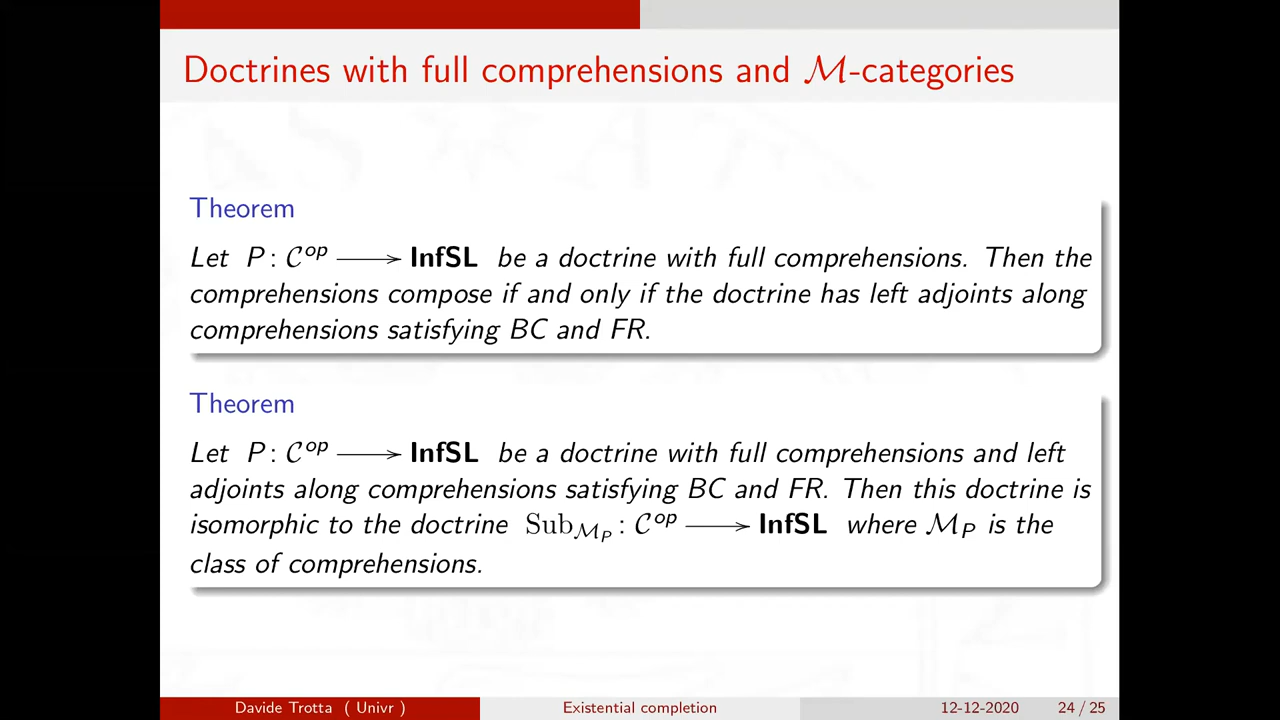 Doctrines with full comprehensions and ℳ-categories
Theorem
Let P : 𝒞^op ⟶ InfSL be a doctrine with full comprehensions. Then the
comprehensions compose if and only if the doctrine has left adjoints along
comprehensions satisfying BC and FR.
Theorem
Let P : 𝒞^op ⟶ InfSL be a doctrine with full comprehensions and left
adjoints along comprehensions satisfying BC and FR. Then this doctrine is
isomorphic to the doctrine Sub_{ℳ_P} : 𝒞^op ⟶ InfSL where ℳ_P is the
class of comprehensions.
Davide Trotta ( Univr ) Existential completion 12-12-2020 24 / 25